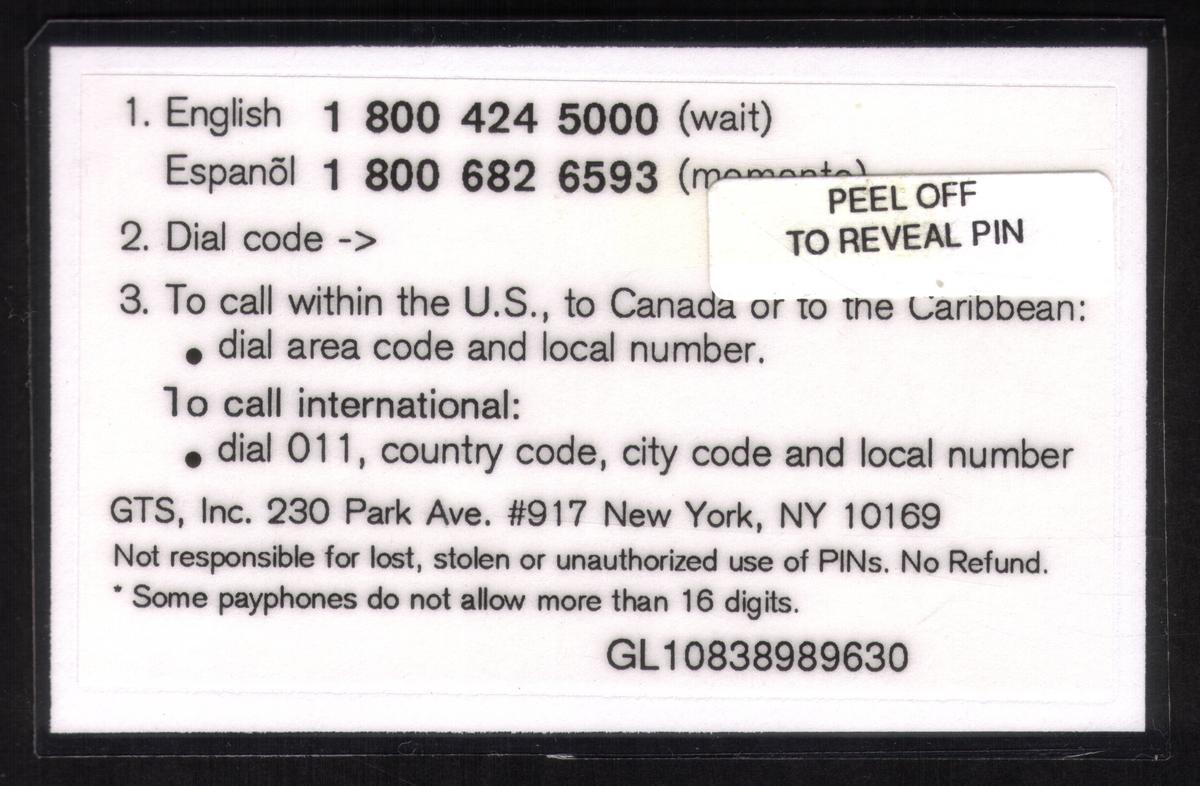 1. English 1 800 424 5000 (wait)
Espanõl 1 800 682 6593 (momento)
PEEL OFF
TO REVEAL PIN
2. Dial code ->
3. To call within the U.S., to Canada or to the Caribbean:
• dial area code and local number.
To call international:
• dial 011, country code, city code and local number
GTS, Inc. 230 Park Ave. #917 New York, NY 10169
Not responsible for lost, stolen or unauthorized use of PINs. No Refund.
* Some payphones do not allow more than 16 digits.
GL10838989630